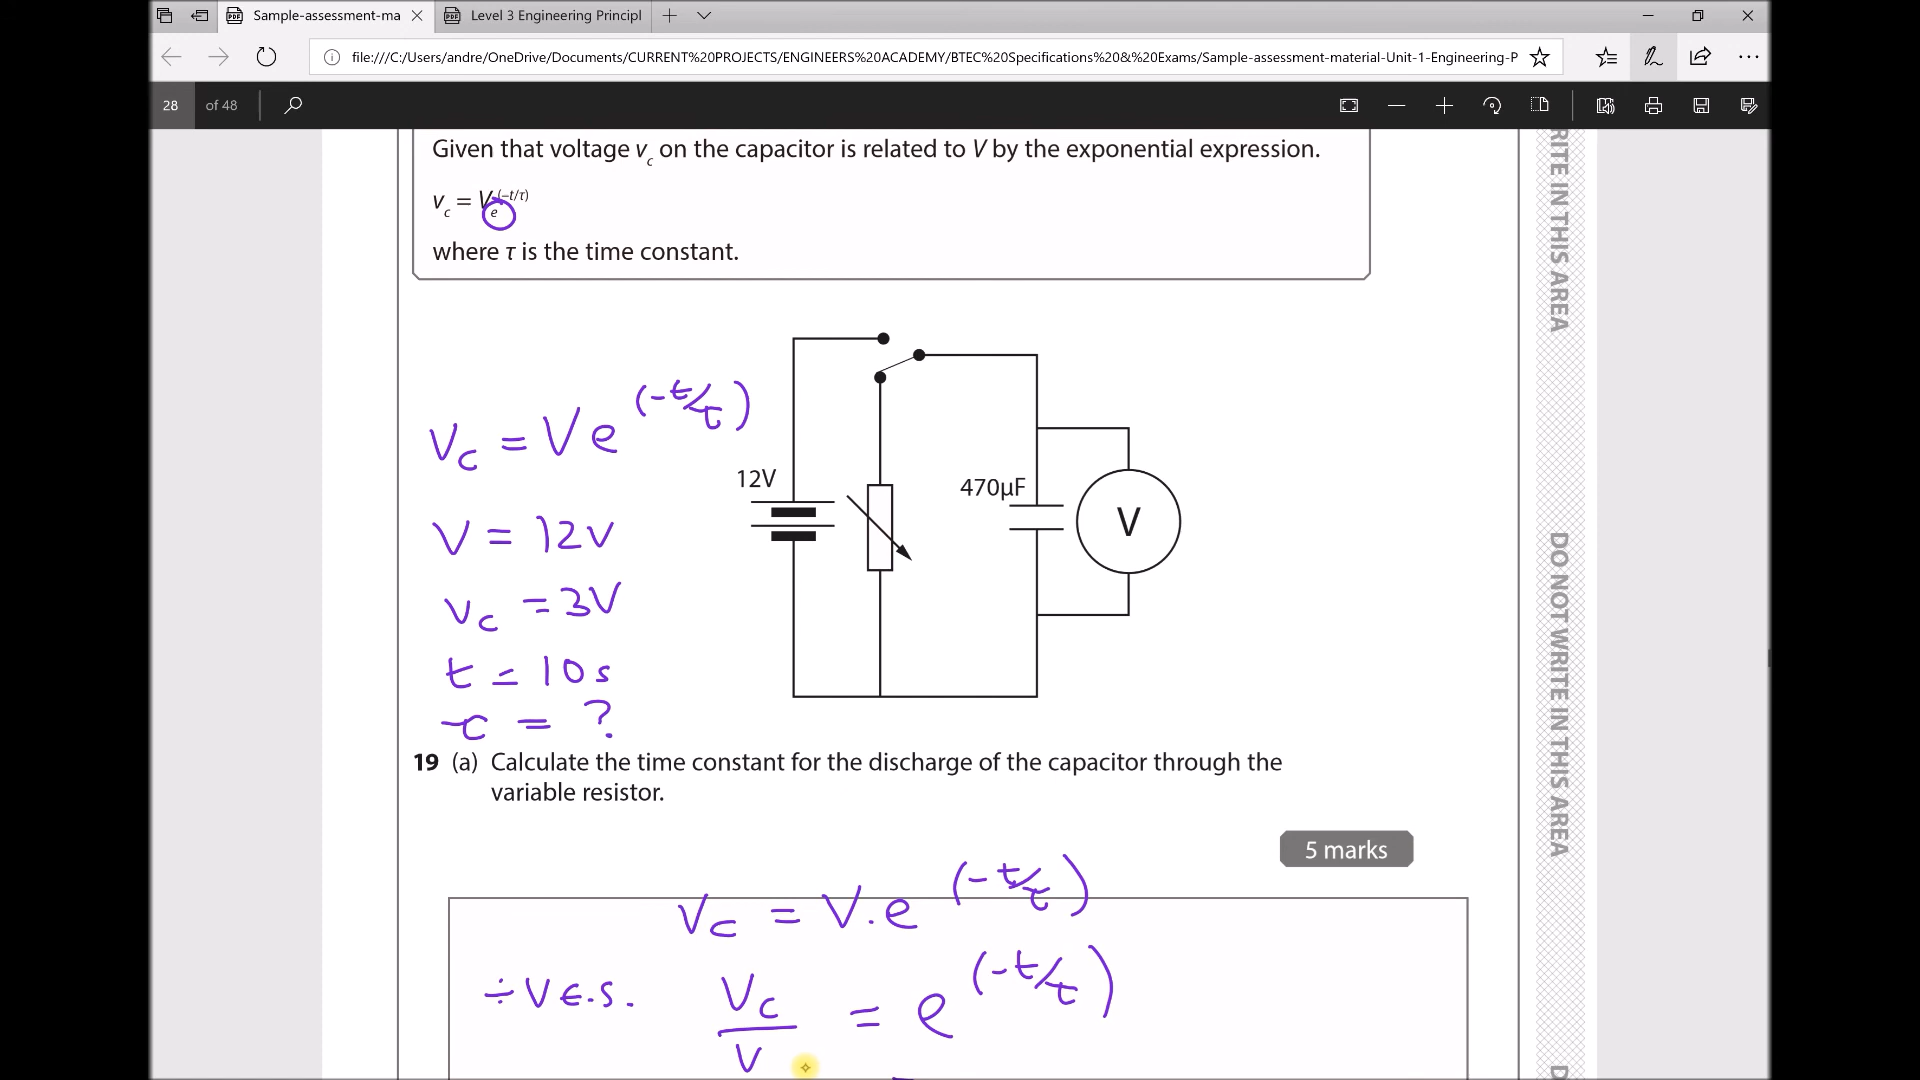 Sample-assessment-ma
Level 3 Engineering Principl
file:///C:/Users/andre/OneDrive/Documents/CURRENT%20PROJECTS/ENGINEERS%20ACADEMY/BTEC%20Specifications%20&%20Exams/Sample-assessment-material-Unit-1-Engineering-P
28 of 48
Given that voltage v_c on the capacitor is related to V by the exponential expression.
v_c = Ve^(–t/τ)
where τ is the time constant.
V_c = Ve^(-t/τ)
12V
470μF
V
V = 12V
v_c = 3V
t = 10s
τ = ?
19 (a) Calculate the time constant for the discharge of the capacitor through the
variable resistor.
5 marks
V_c = V.e^(-t/τ)
÷V E.S. V_c/V = e^(-t/τ)
RITE IN THIS AREA
DO NOT WRITE IN THIS AREA
D